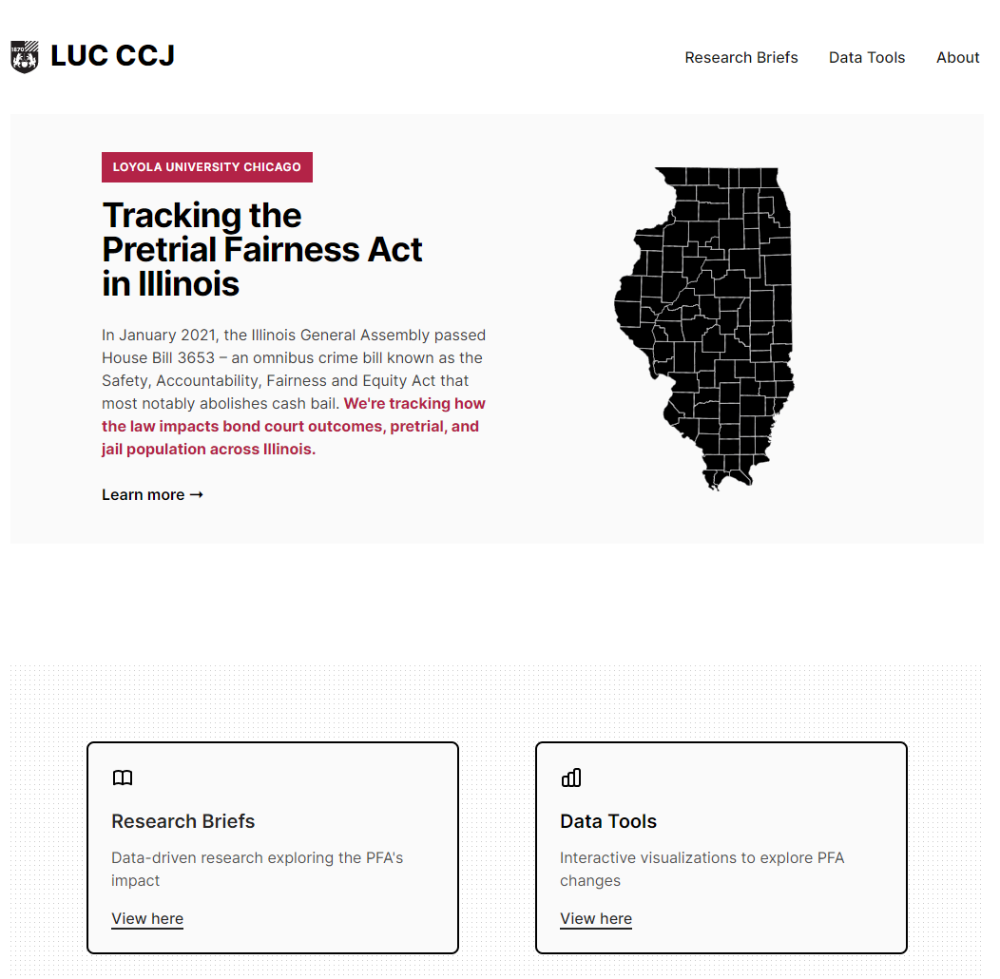 1870
LUC CCJ
Research Briefs
Data Tools
About
LOYOLA UNIVERSITY CHICAGO
Tracking the
Pretrial Fairness Act
in Illinois
In January 2021, the Illinois General Assembly passed
House Bill 3653 – an omnibus crime bill known as the
Safety, Accountability, Fairness and Equity Act that
most notably abolishes cash bail. We're tracking how
the law impacts bond court outcomes, pretrial, and
jail population across Illinois.
Learn more →
Research Briefs
Data-driven research exploring the PFA's
impact
View here
Data Tools
Interactive visualizations to explore PFA
changes
View here